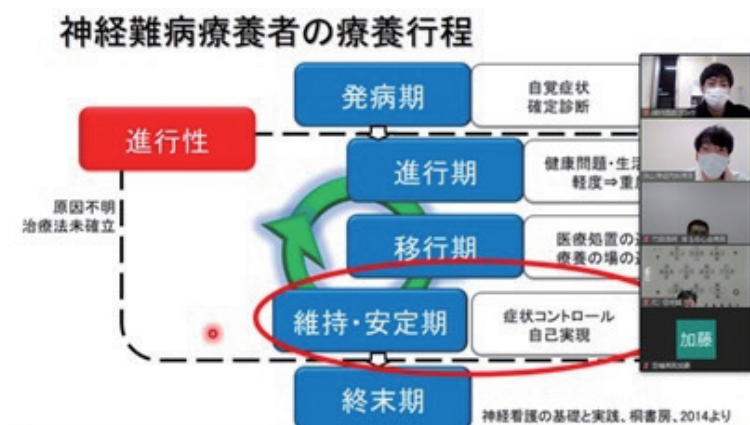 神経難病療養者の療養行程
発病期
自覚症状
確定診断
進行性
進行期
健康問題・生活
軽度⇒重度
原因不明
治療法未確立
移行期
医療処置の
療養の場の
維持・安定期
症状コントロール
自己実現
加藤
終末期
神経看護の基礎と実践、桐書房、2014より